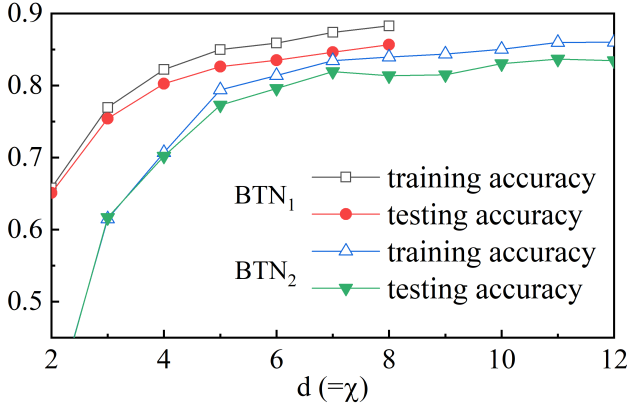 0.9
0.8
0.7
0.6
0.5
2
4
6
8
10
12
d (=χ)
BTN₁
training accuracy
testing accuracy
BTN₂
training accuracy
testing accuracy